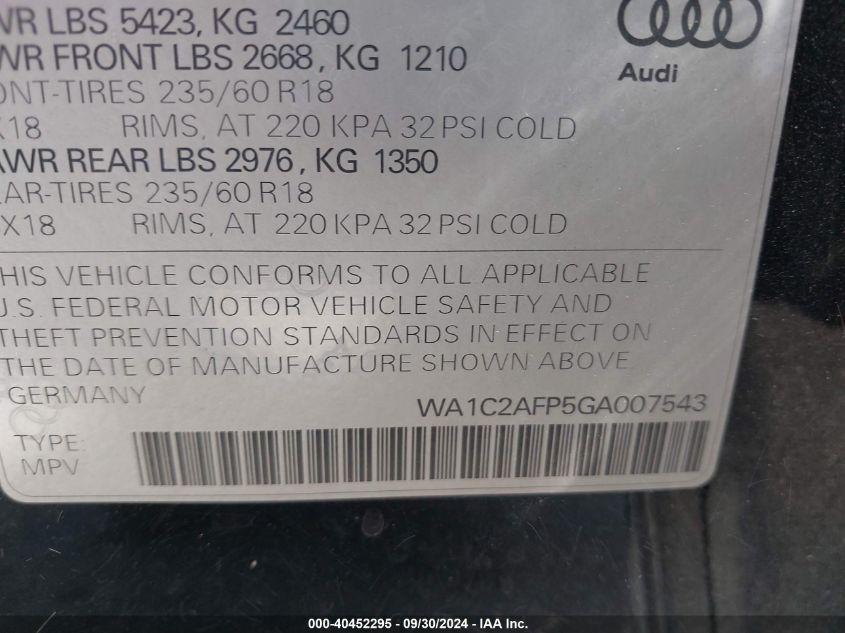 WR LBS 5423, KG 2460
WR FRONT LBS 2668, KG 1210
ONT-TIRES 235/60 R18
X18 RIMS, AT 220 KPA 32 PSI COLD
AWR REAR LBS 2976, KG 1350
EAR-TIRES 235/60 R18
X18 RIMS, AT 220 KPA 32 PSI COLD
Audi
THIS VEHICLE CONFORMS TO ALL APPLICABLE
U.S. FEDERAL MOTOR VEHICLE SAFETY AND
THEFT PREVENTION STANDARDS IN EFFECT ON
THE DATE OF MANUFACTURE SHOWN ABOVE
GERMANY
WA1C2AFP5GA007543
TYPE:
MPV
000-40452295 - 09/30/2024 - IAA Inc.